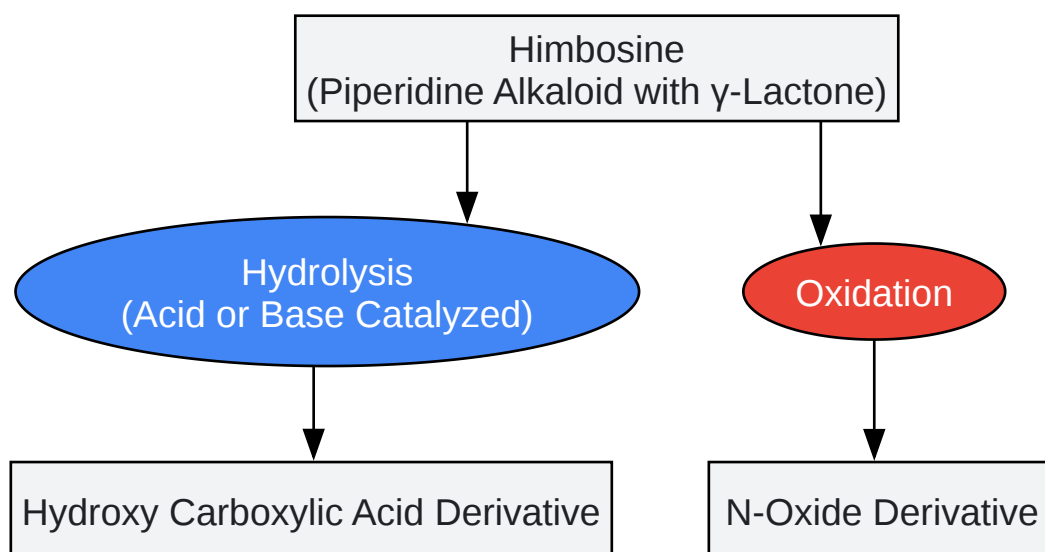 Himbosine
(Piperidine Alkaloid with γ-Lactone)
Hydrolysis
(Acid or Base Catalyzed)
Oxidation
Hydroxy Carboxylic Acid Derivative
N-Oxide Derivative